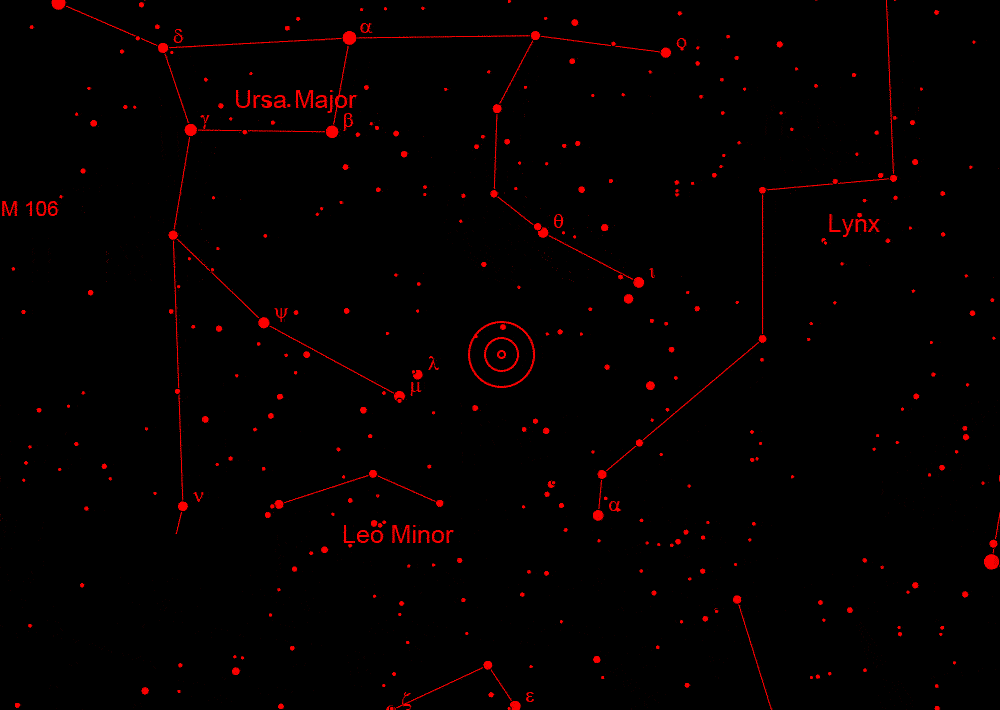 δ
α
ο
Ursa Major
γ
β
M 106
θ
Lynx
ι
ψ
λ
μ
ν
α
Leo Minor
ζ
ε